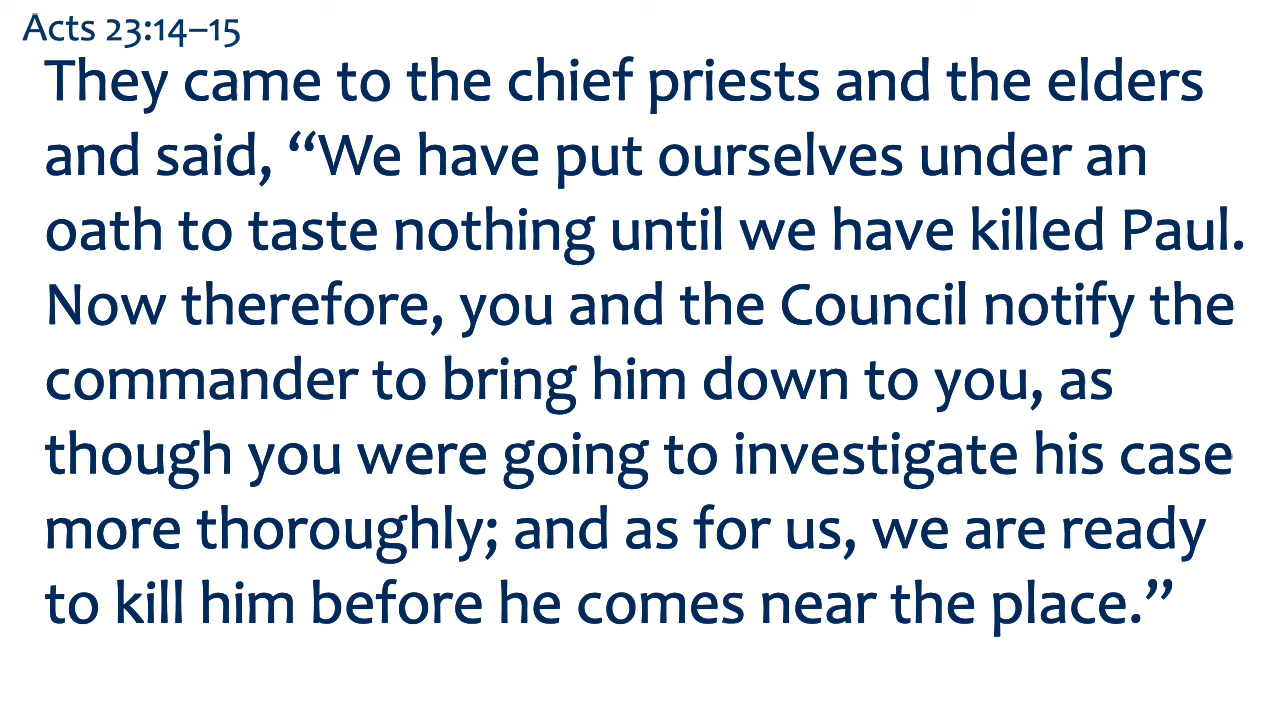 Acts 23:14–15
They came to the chief priests and the elders
and said, “We have put ourselves under an
oath to taste nothing until we have killed Paul.
Now therefore, you and the Council notify the
commander to bring him down to you, as
though you were going to investigate his case
more thoroughly; and as for us, we are ready
to kill him before he comes near the place.”